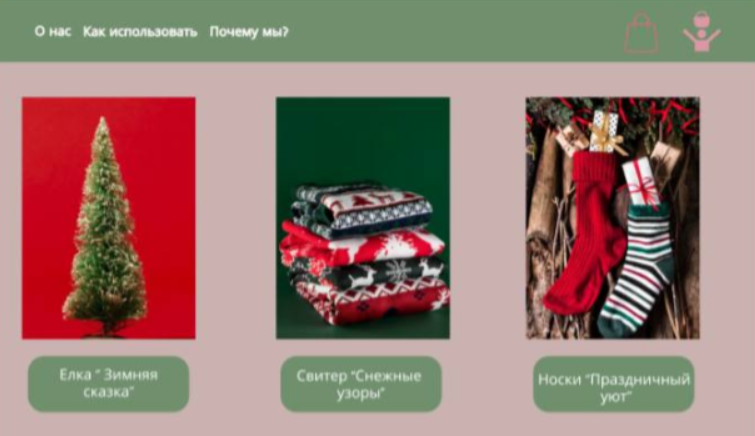 О нас Как использовать Почему мы?
Елка “ Зимняя
сказка”
Свитер “Снежные
узоры”
Носки “Праздничный
уют”